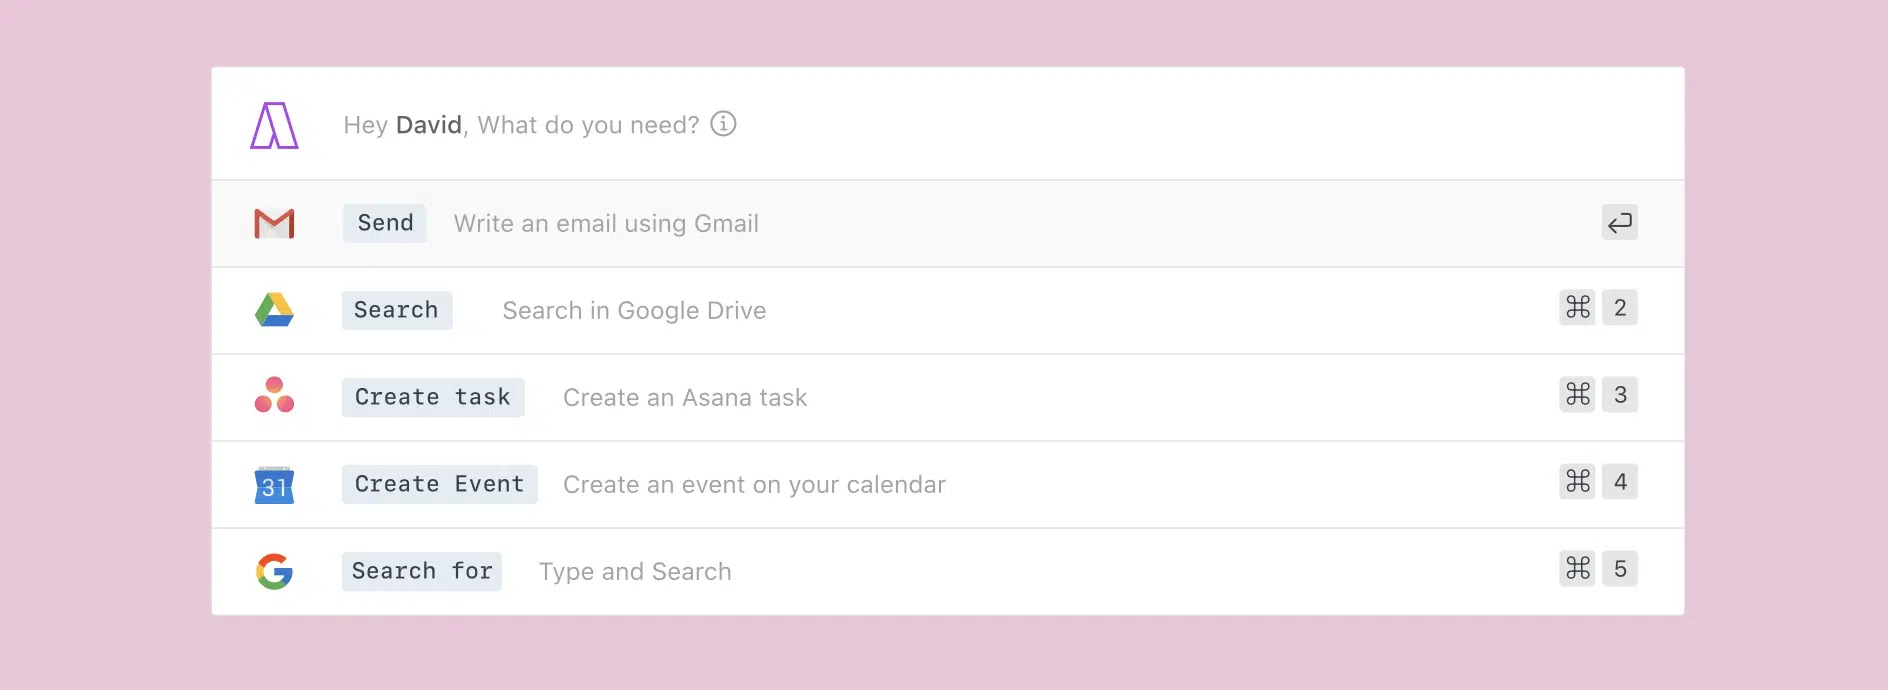 Hey David, What do you need?
Send Write an email using Gmail
Search Search in Google Drive ⌘ 2
Create task Create an Asana task ⌘ 3
31 Create Event Create an event on your calendar ⌘ 4
Search for Type and Search ⌘ 5